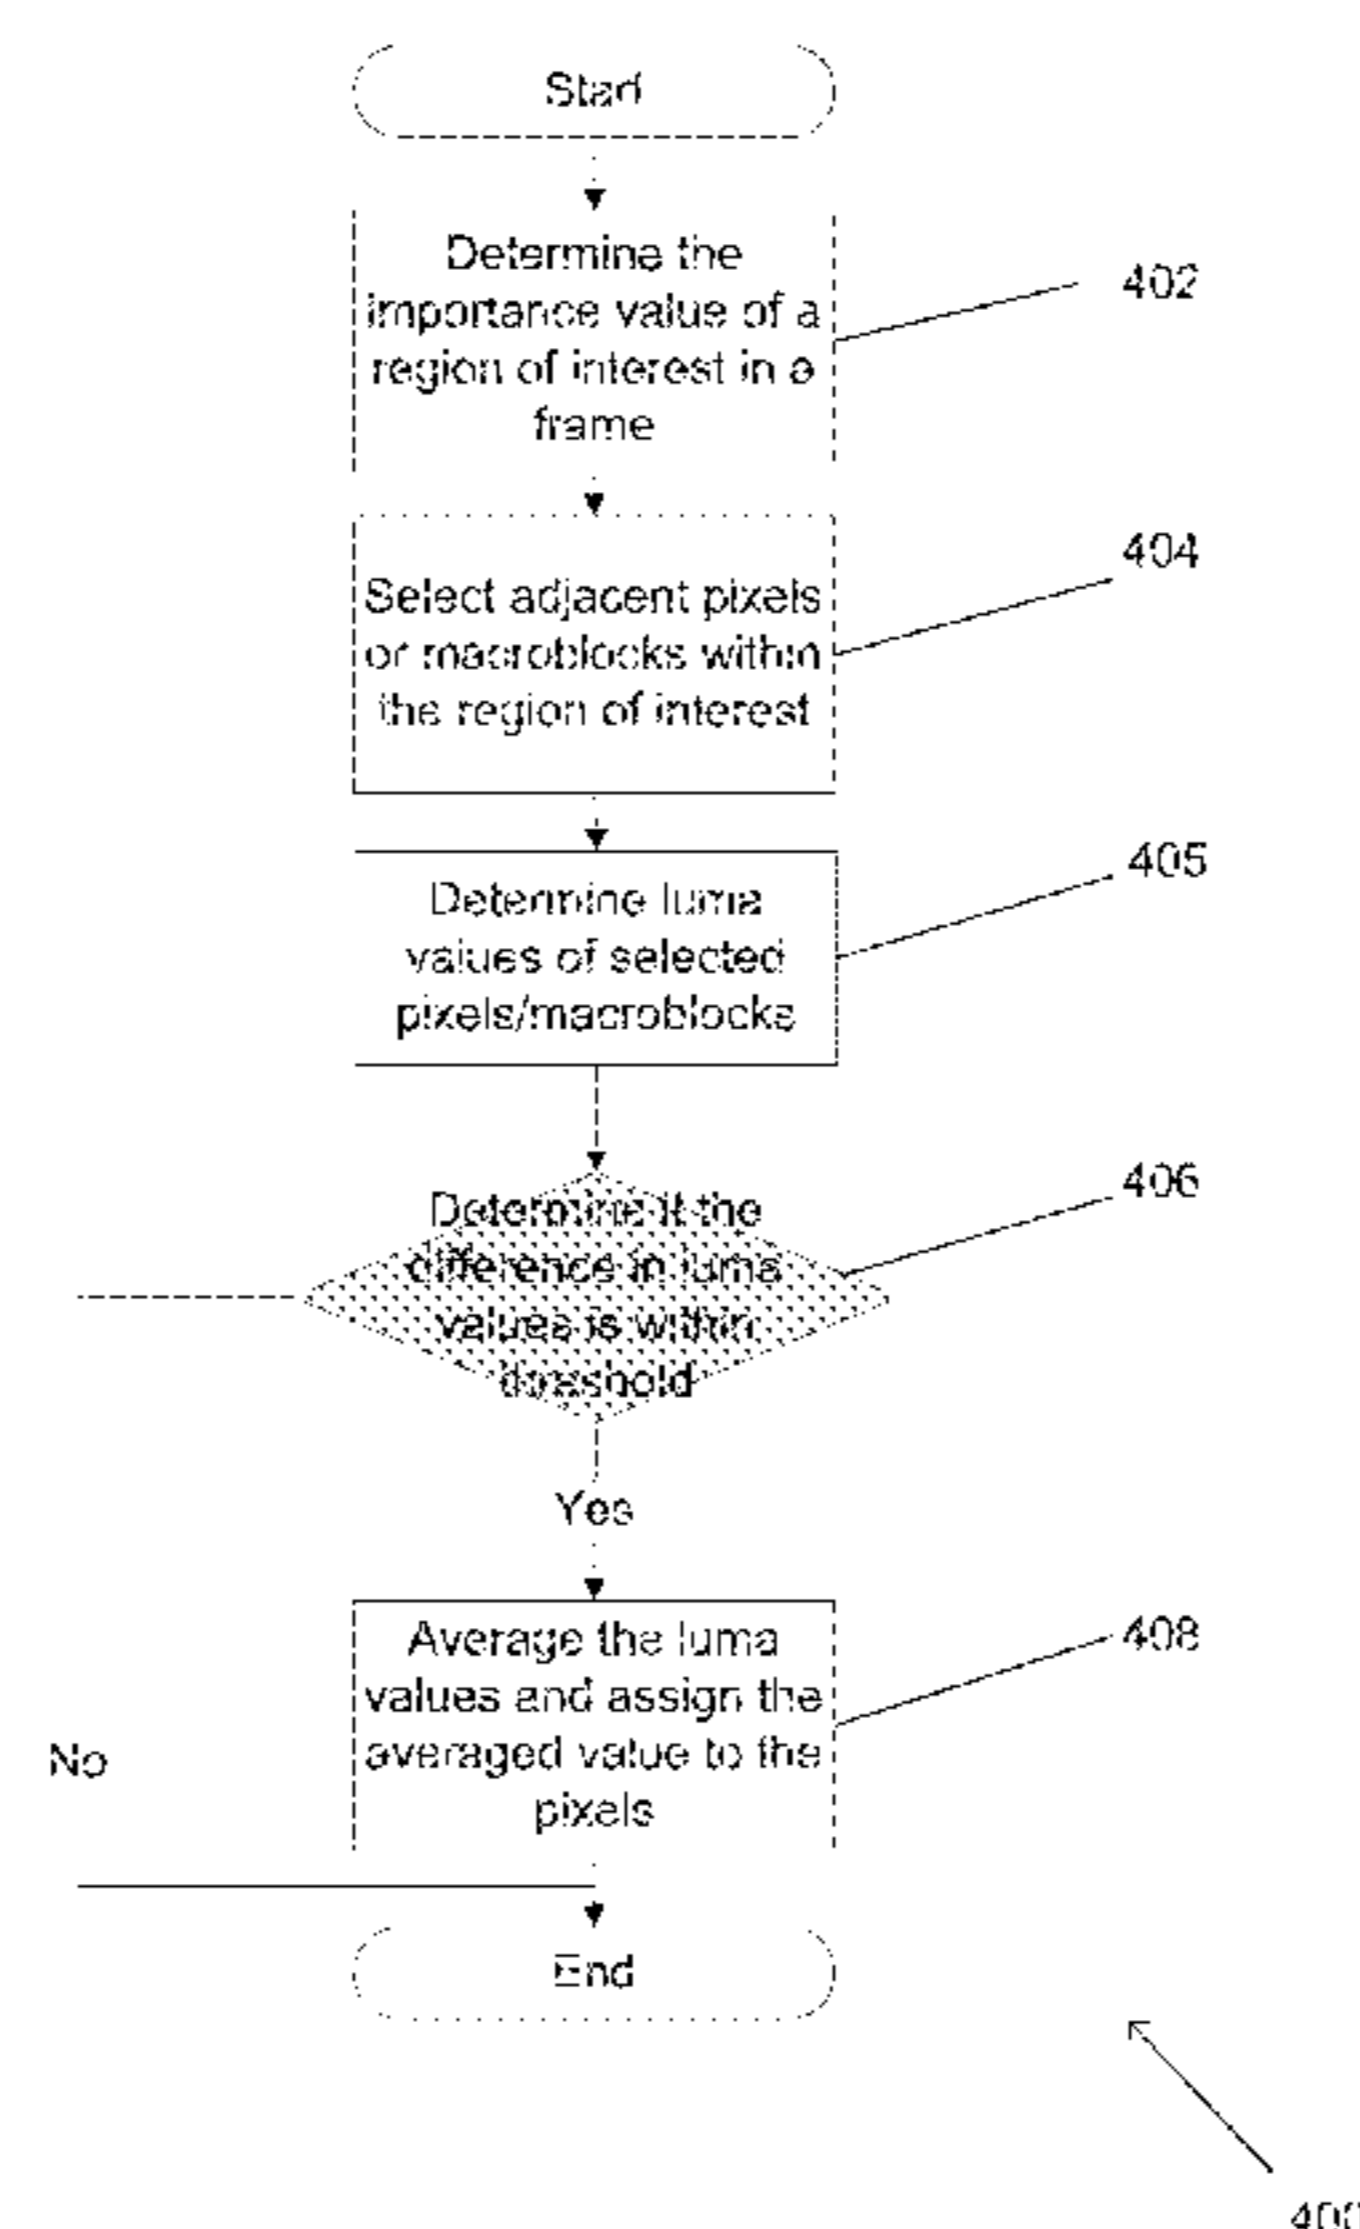 Start
Determine the
importance value of a
region of interest in a
frame
402
Select adjacent pixels
or macroblocks within
the region of interest
404
Determine luma
values of selected
pixels/macroblocks
405
Determine if the
difference in luma
values is within
threshold
406
Yes
Average the luma
values and assign the
averaged value to the
pixels
408
No
End
400